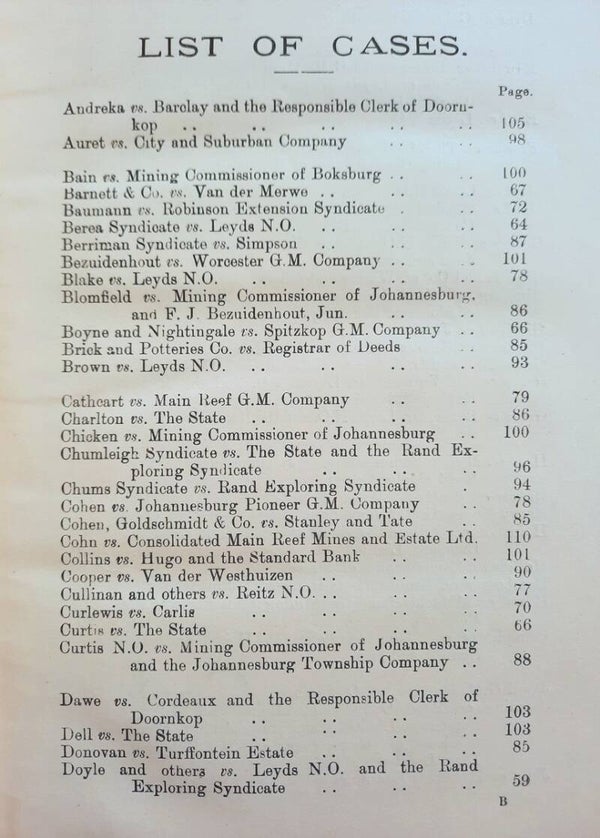 LIST OF CASES.
Page.
Andreka vs. Barclay and the Responsible Clerk of Doorn-
kop .. .. .. .. .. 105
Auret vs. City and Suburban Company .. .. 98
Bain vs. Mining Commissioner of Boksburg .. .. 100
Barnett & Co. vs. Van der Merwe .. .. .. 67
Baumann vs. Robinson Extension Syndicate . .. 72
Berea Syndicate vs. Leyds N.O. .. .. .. 64
Berriman Syndicate vs. Simpson .. .. .. 87
Bezuidenhout vs. Worcester G.M. Company .. .. 101
Blake vs. Leyds N.O. .. .. .. .. 78
Blomfield vs. Mining Commissioner of Johannesburg,
and F. J. Bezuidenhout, Jun. .. .. 86
Boyne and Nightingale vs. Spitzkop G.M. Company .. 66
Brick and Potteries Co. vs. Registrar of Deeds .. 85
Brown vs. Leyds N.O. .. .. .. .. 93
Cathcart vs. Main Reef G.M. Company .. .. 79
Charlton vs. The State .. .. .. .. 86
Chicken vs. Mining Commissioner of Johannesburg .. 100
Chumleigh Syndicate vs. The State and the Rand Ex-
ploring Syndicate .. .. .. 96
Chums Syndicate vs. Rand Exploring Syndicate . 94
Cohen vs. Johannesburg Pioneer G.M. Company .. 78
Cohen, Goldschmidt & Co. vs. Stanley and Tate .. 85
Cohn vs. Consolidated Main Reef Mines and Estate Ltd. 110
Collins vs. Hugo and the Standard Bank .. .. 101
Cooper vs. Van der Westhuizen .. .. .. 90
Cullinan and others vs. Reitz N.O. .. .. .. 77
Curlewis vs. Carlis .. .. .. .. 70
Curtis vs. The State .. .. .. .. 66
Curtis N.O. vs. Mining Commissioner of Johannesburg
and the Johannesburg Township Company .. 88
Dawe vs. Cordeaux and the Responsible Clerk of
Doornkop .. .. .. .. 103
Dell vs. The State .. .. .. .. 103
Donovan vs. Turffontein Estate .. .. .. 85
Doyle and others vs. Leyds N.O. and the Rand
Exploring Syndicate .. .. .. 59
B